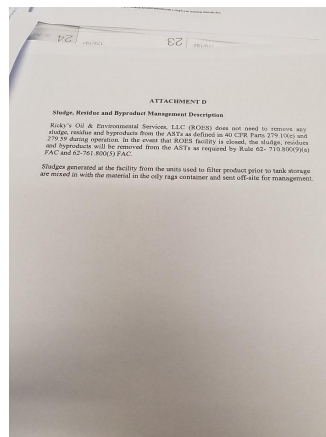 ATTACHMENT D
Sludge, Residue and Byproduct Management Description
Ricky's Oil & Environmental Services, LLC (ROES) does not need to remove any
sludge, residue and byproducts from the ASTs as defined in 40 CFR Parts 279.10(e) and
279.59 during operation. In the event that ROES facility is closed, the sludge, residues
and byproducts will be removed from the ASTs as required by Rule 62- 710.800(9)(a)
FAC and 62-761.800(5) FAC.
Sludges generated at the facility from the units used to filter product prior to tank storage
are mixed in with the material in the oily rags container and sent off-site for management.
23
24